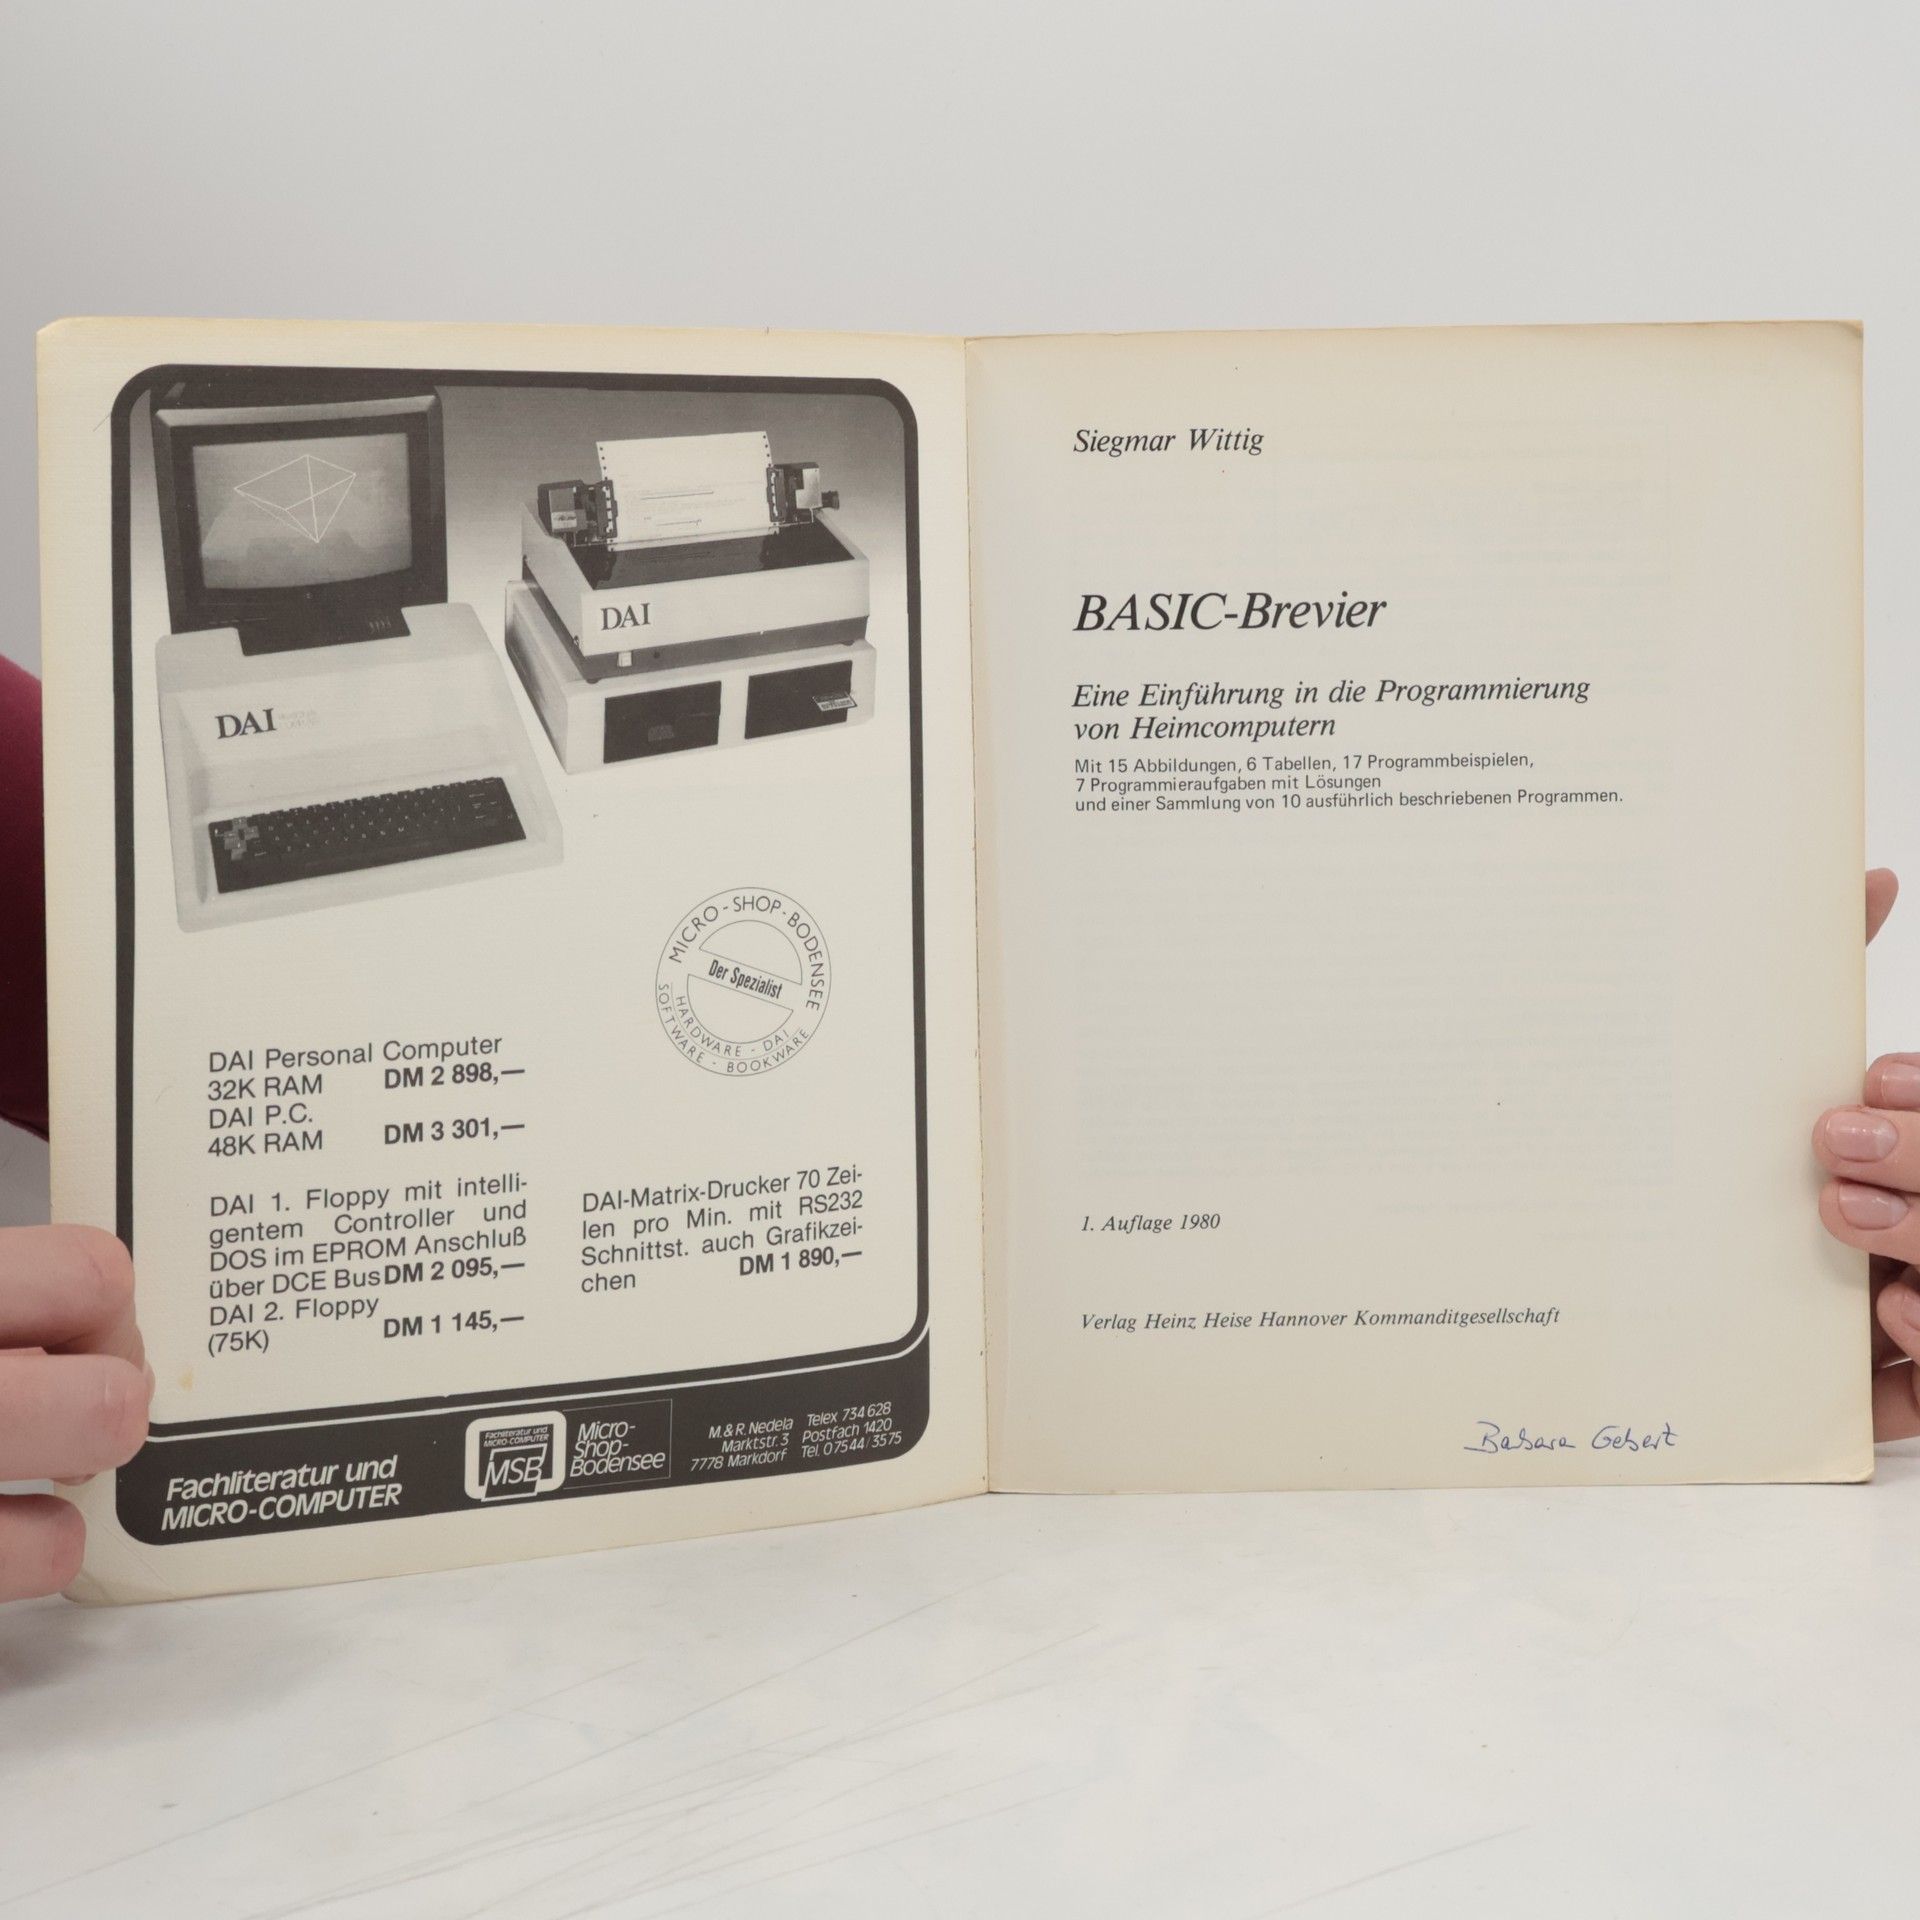 DAI
DAI
MICRO-SHOP-BODENSEE
Der Spezialist
HARDWARE - DAI
SOFTWARE - BOOKWARE
DAI Personal Computer
32K RAM DM 2 898,—
DAI P.C.
48K RAM DM 3 301,—
DAI 1. Floppy mit intelli-
gentem Controller und
DOS im EPROM Anschluß
über DCE Bus DM 2 095,—
DAI 2. Floppy
(75K) DM 1 145,—
DAI-Matrix-Drucker 70 Zei-
len pro Min. mit RS232
Schnittst. auch Grafikzei-
chen DM 1 890,—
Fachliteratur und
MICRO-COMPUTER
Fachliteratur und
MICRO-COMPUTER
MSB
Micro-
Shop-
Bodensee
M.&R. Nedela Telex 734628
Marktstr. 3 Postfach 1420
7778 Markdorf Tel. 07544/3575
Siegmar Wittig
BASIC-Brevier
Eine Einführung in die Programmierung
von Heimcomputern
Mit 15 Abbildungen, 6 Tabellen, 17 Programmbeispielen,
7 Programmieraufgaben mit Lösungen
und einer Sammlung von 10 ausführlich beschriebenen Programmen.
1. Auflage 1980
Verlag Heinz Heise Hannover Kommanditgesellschaft
Barbara Gebert